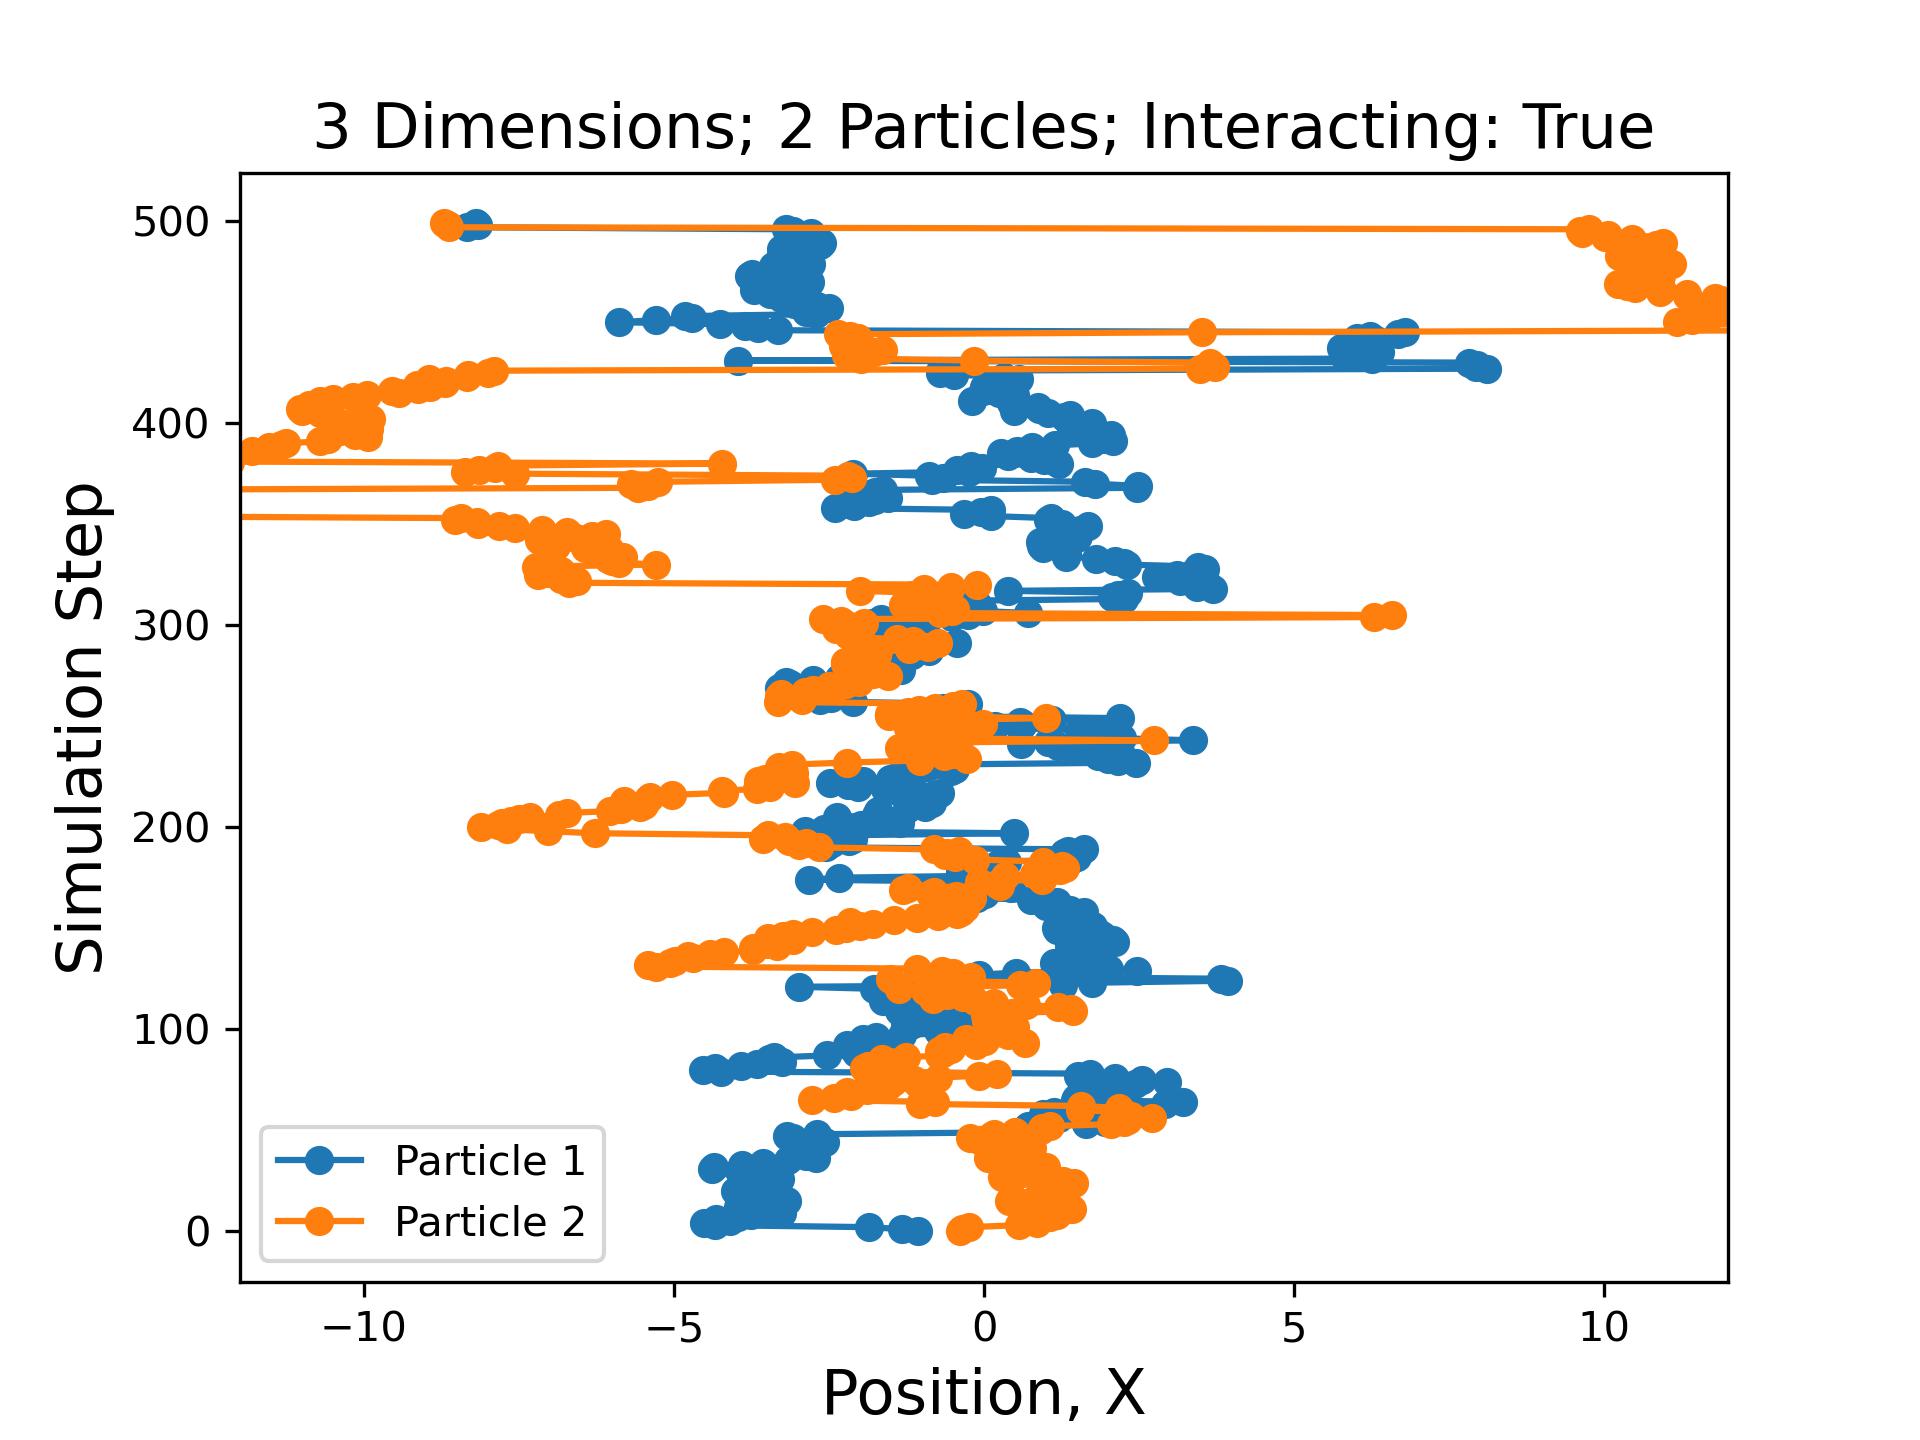 3 Dimensions; 2 Particles; Interacting: True
Simulation Step
500
400
300
200
100
0
Particle 1
Particle 2
−10
−5
0
5
10
Position, X